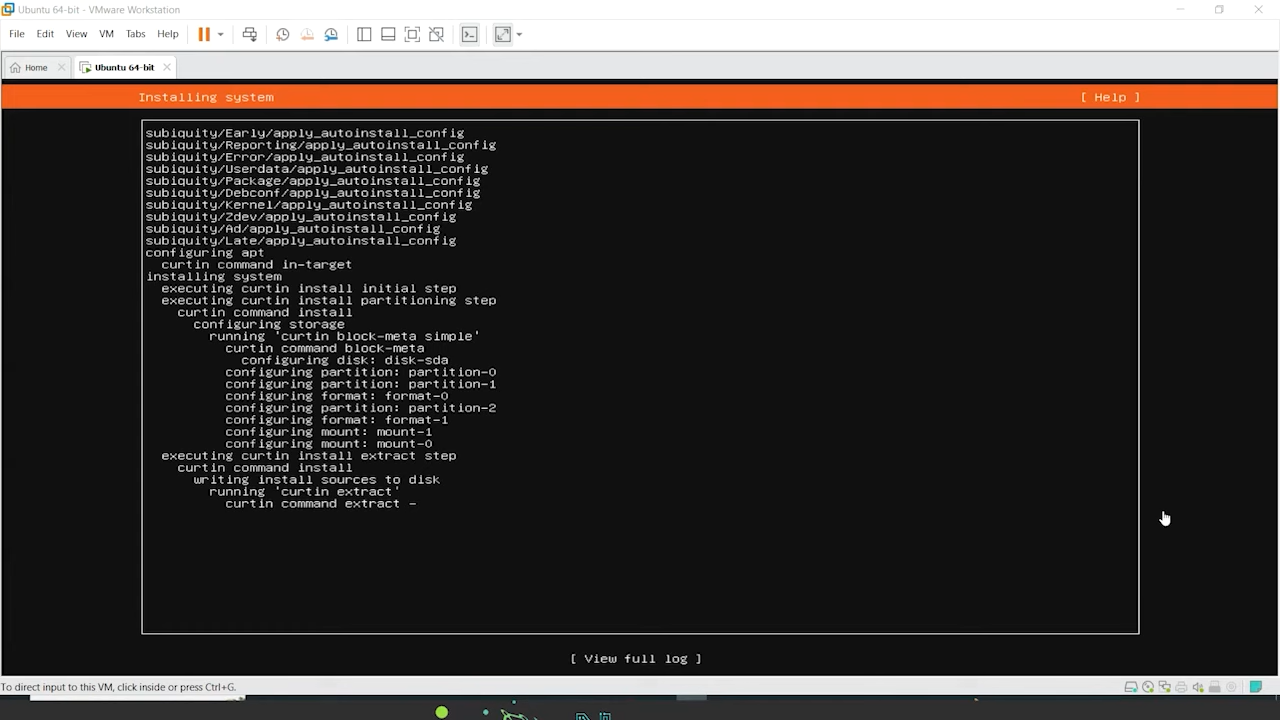 Ubuntu 64-bit - VMware Workstation
File Edit View VM Tabs Help
Home Ubuntu 64-bit
Installing system [ Help ]
subiquity/Early/apply_autoinstall_config
subiquity/Reporting/apply_autoinstall_config
subiquity/Error/apply_autoinstall_config
subiquity/Userdata/apply_autoinstall_config
subiquity/Package/apply_autoinstall_config
subiquity/Debconf/apply_autoinstall_config
subiquity/Kernel/apply_autoinstall_config
subiquity/Zdev/apply_autoinstall_config
subiquity/Ad/apply_autoinstall_config
subiquity/Late/apply_autoinstall_config
configuring apt
curtin command in-target
installing system
executing curtin install initial step
executing curtin install partitioning step
curtin command install
configuring storage
running 'curtin block-meta simple'
curtin command block-meta
configuring disk: disk-sda
configuring partition: partition-0
configuring partition: partition-1
configuring format: format-0
configuring partition: partition-2
configuring format: format-1
configuring mount: mount-1
configuring mount: mount-0
executing curtin install extract step
curtin command install
writing install sources to disk
running 'curtin extract'
curtin command extract -
[ View full log ]
To direct input to this VM, click inside or press Ctrl+G.